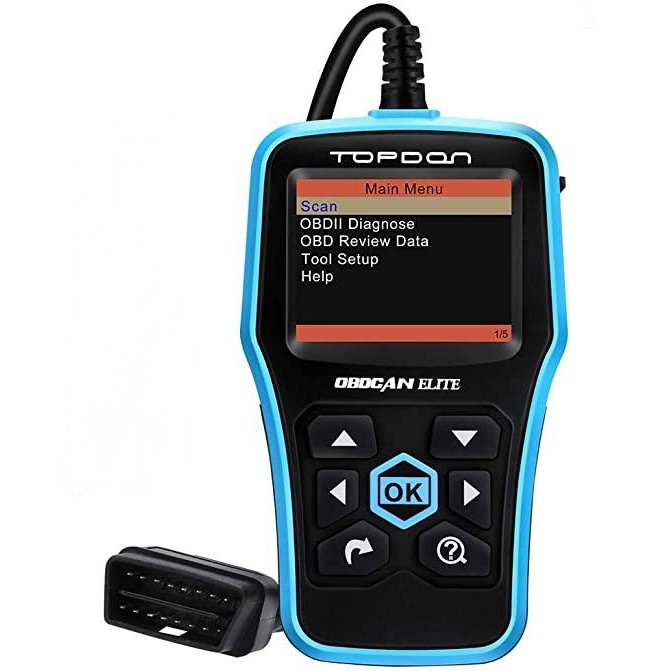 TOPDON
Main Menu
Scan
OBDII Diagnose
OBD Review Data
Tool Setup
Help
1/5
OBDCAN ELITE
OK
?